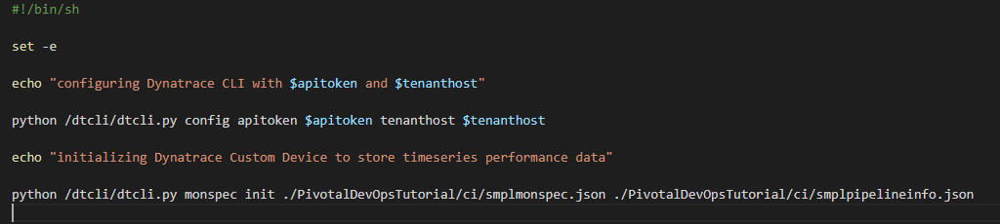 #!/bin/sh
set -e
echo "configuring Dynatrace CLI with $apitoken and $tenanthost"
python /dtcli/dtcli.py config apitoken $apitoken tenanthost $tenanthost
echo "initializing Dynatrace Custom Device to store timeseries performance data"
python /dtcli/dtcli.py monspec init ./PivotalDevOpsTutorial/ci/smplmonspec.json ./PivotalDevOpsTutorial/ci/smplpipelineinfo.json